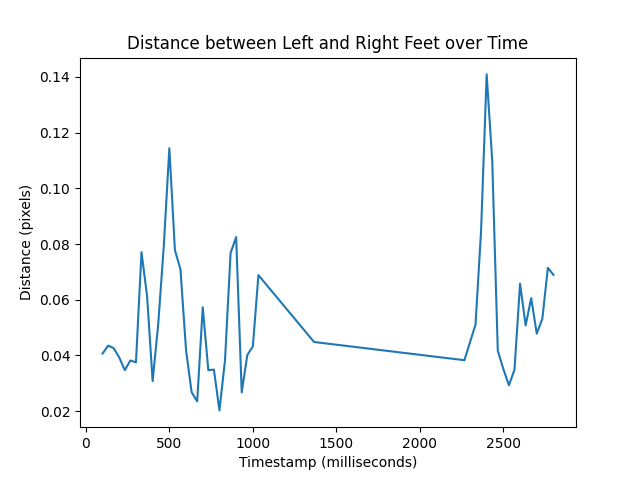 Distance between Left and Right Feet over Time
0.14
0.12
0.10
0.08
0.06
0.04
0.02
Distance (pixels)
0 500 1000 1500 2000 2500
Timestamp (milliseconds)